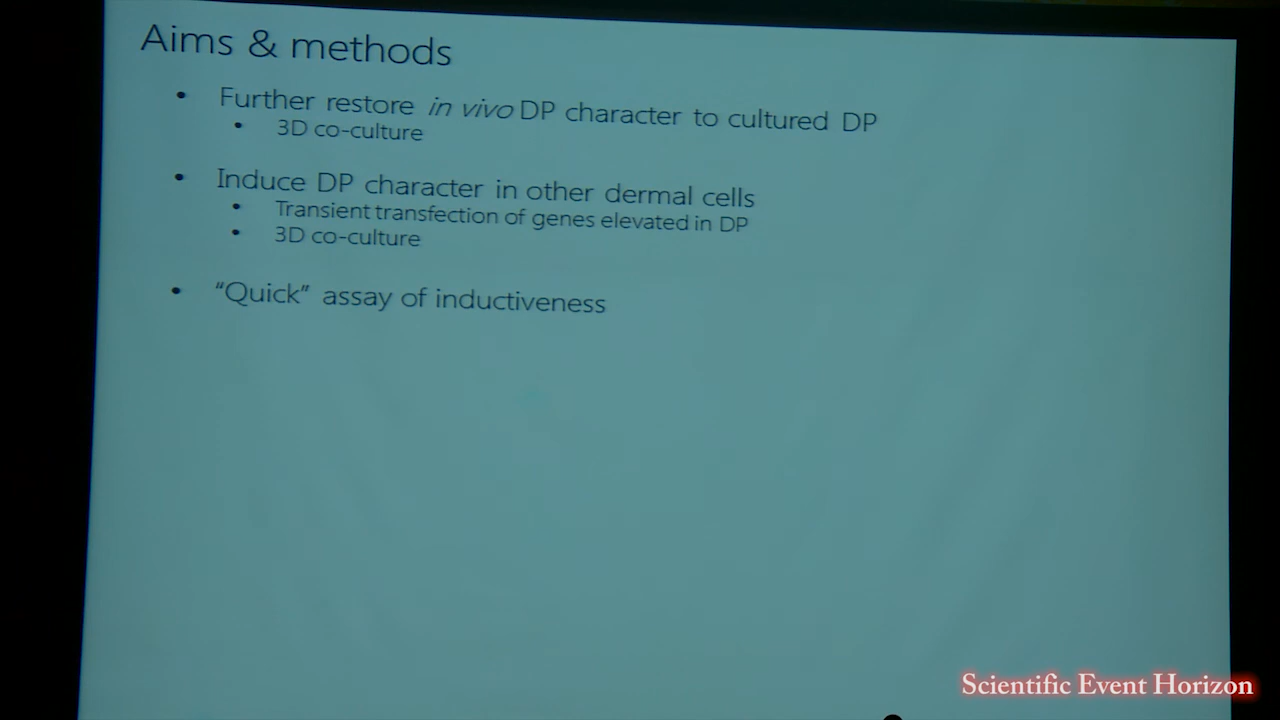 Aims & methods
• Further restore in vivo DP character to cultured DP
• 3D co-culture
• Induce DP character in other dermal cells
• Transient transfection of genes elevated in DP
• 3D co-culture
• “Quick” assay of inductiveness
Scientific Event Horizon